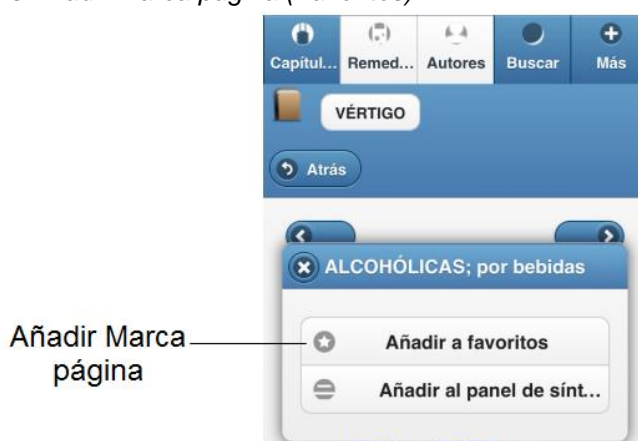 Capítul... Remed... Autores Buscar Más
VÉRTIGO
Atrás
ALCOHÓLICAS; por bebidas
Añadir Marca
página
Añadir a favoritos
Añadir al panel de sínt...